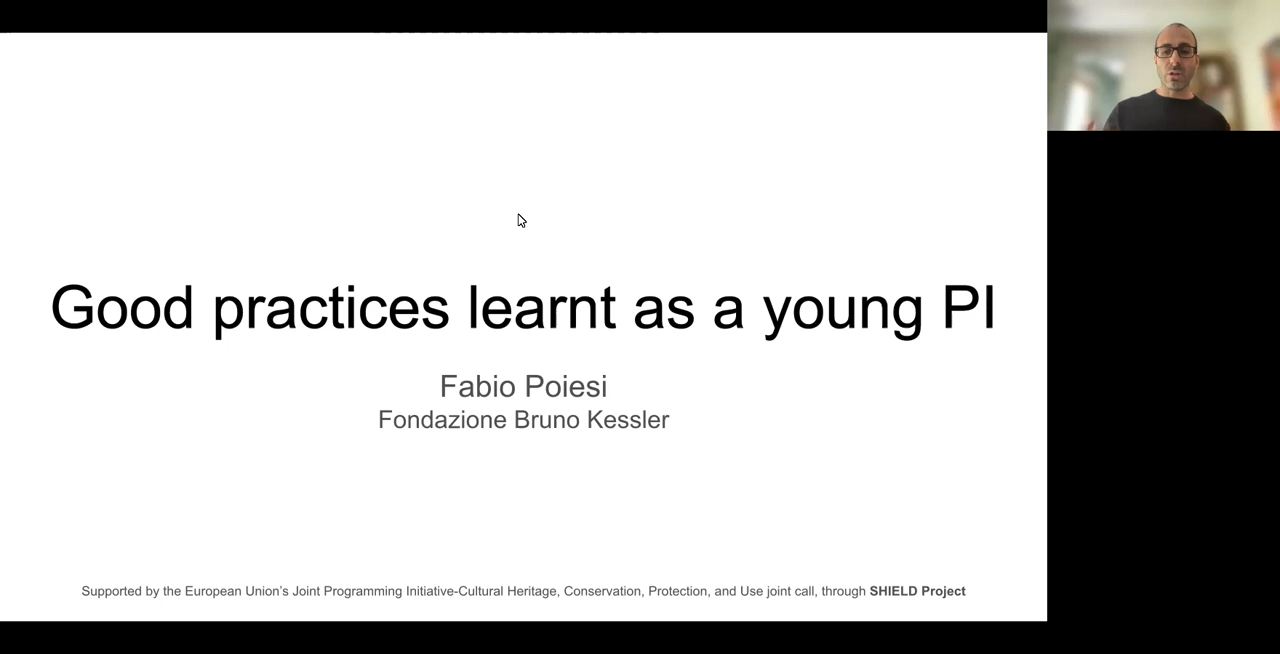 Good practices learnt as a young PI
Fabio Poiesi
Fondazione Bruno Kessler
Supported by the European Union’s Joint Programming Initiative-Cultural Heritage, Conservation, Protection, and Use joint call, through SHIELD Project